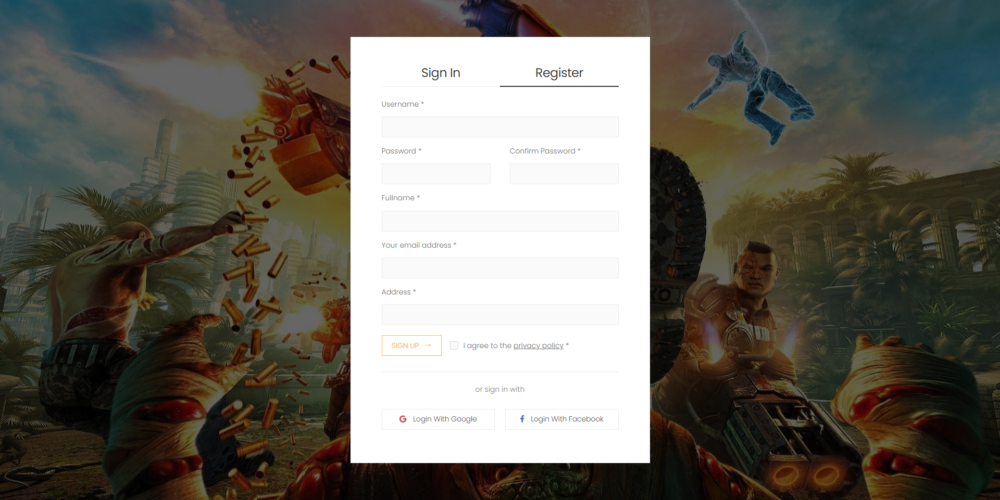 Sign In Register
Username *
Password * Confirm Password *
Fullname *
Your email address *
Address *
SIGN UP → I agree to the privacy policy *
or sign in with
G Login With Google f Login With Facebook